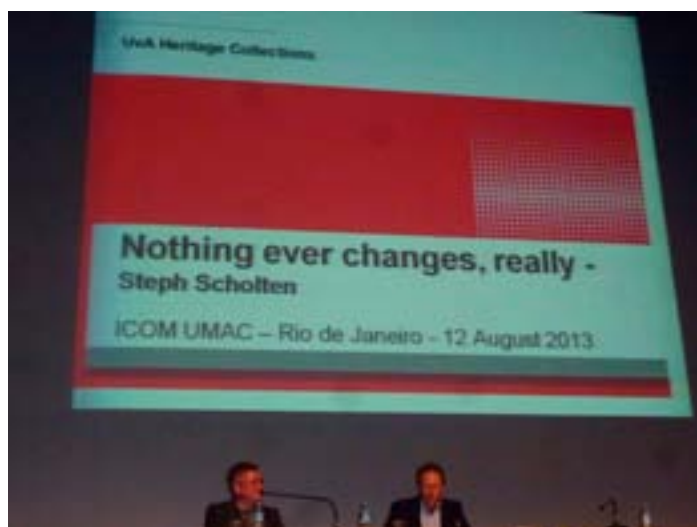 UvA Heritage Collections
Nothing ever changes, really -
Steph Scholten
ICOM UMAC – Rio de Janeiro - 12 August 2013